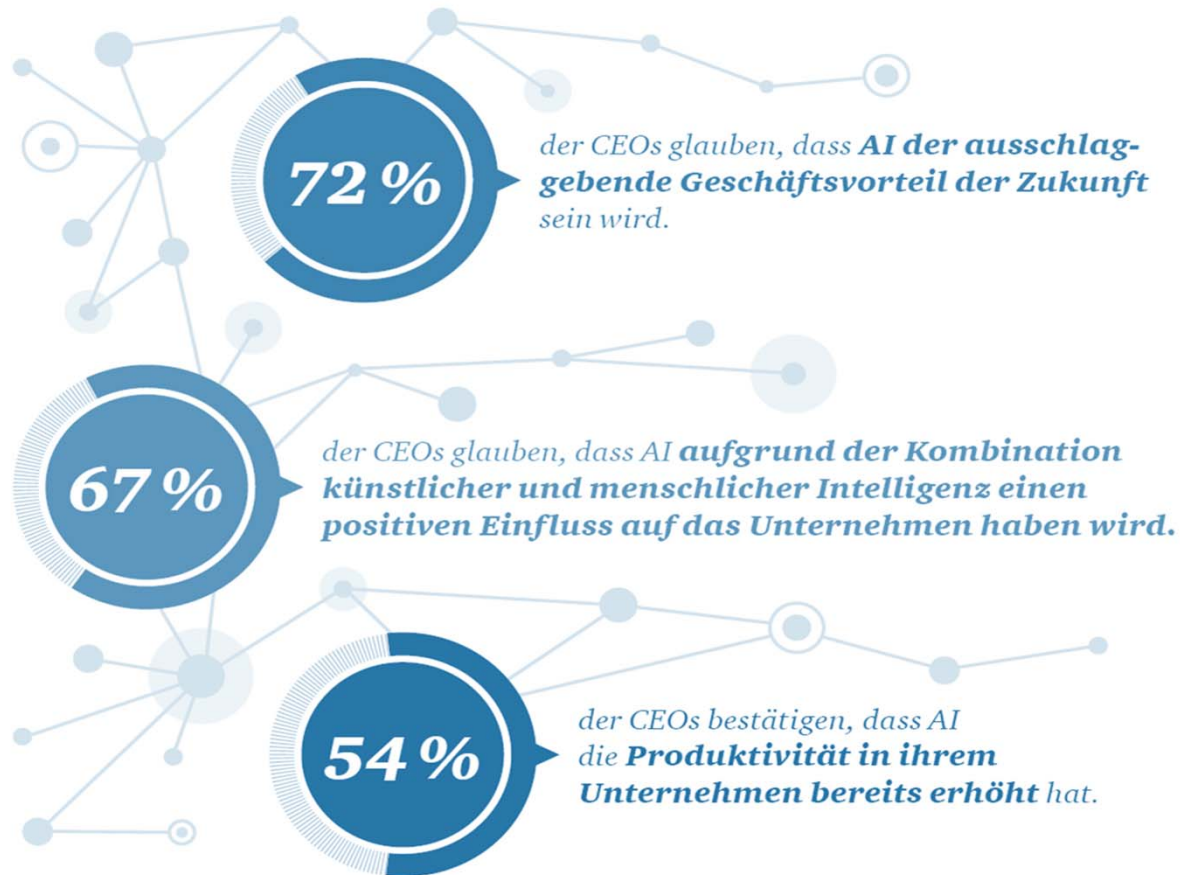 72 %
der CEOs glauben, dass AI der ausschlag-
gebende Geschäftsvorteil der Zukunft
sein wird.
67 %
der CEOs glauben, dass AI aufgrund der Kombination
künstlicher und menschlicher Intelligenz einen
positiven Einfluss auf das Unternehmen haben wird.
54 %
der CEOs bestätigen, dass AI
die Produktivität in ihrem
Unternehmen bereits erhöht hat.